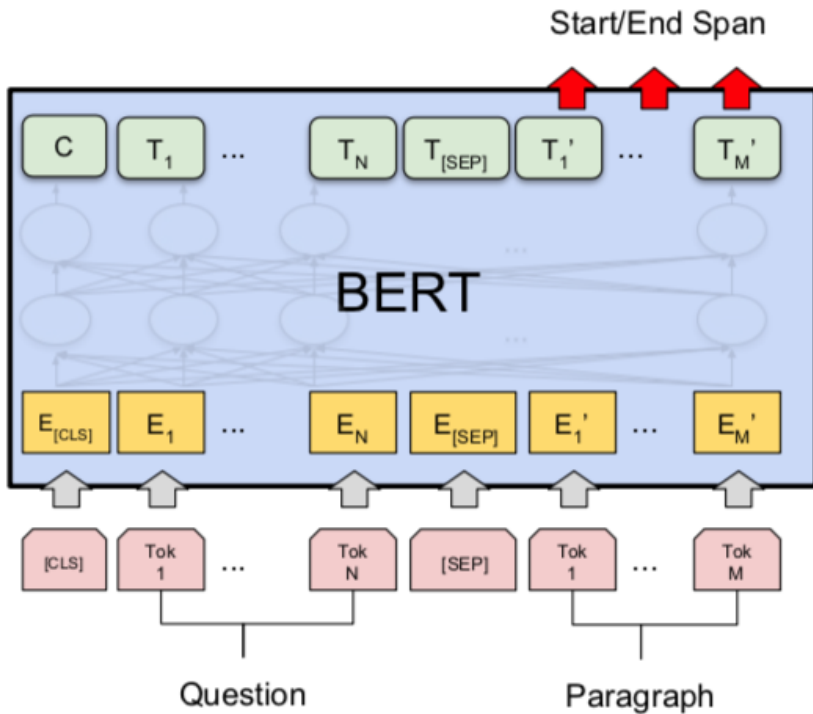 Start/End Span
C T1 ... TN T[SEP] T1’ ... TM’
...
BERT
...
E[CLS] E1 ... EN E[SEP] E1’ ... EM’
[CLS] Tok 1 ... Tok N [SEP] Tok 1 ... Tok M
Question Paragraph